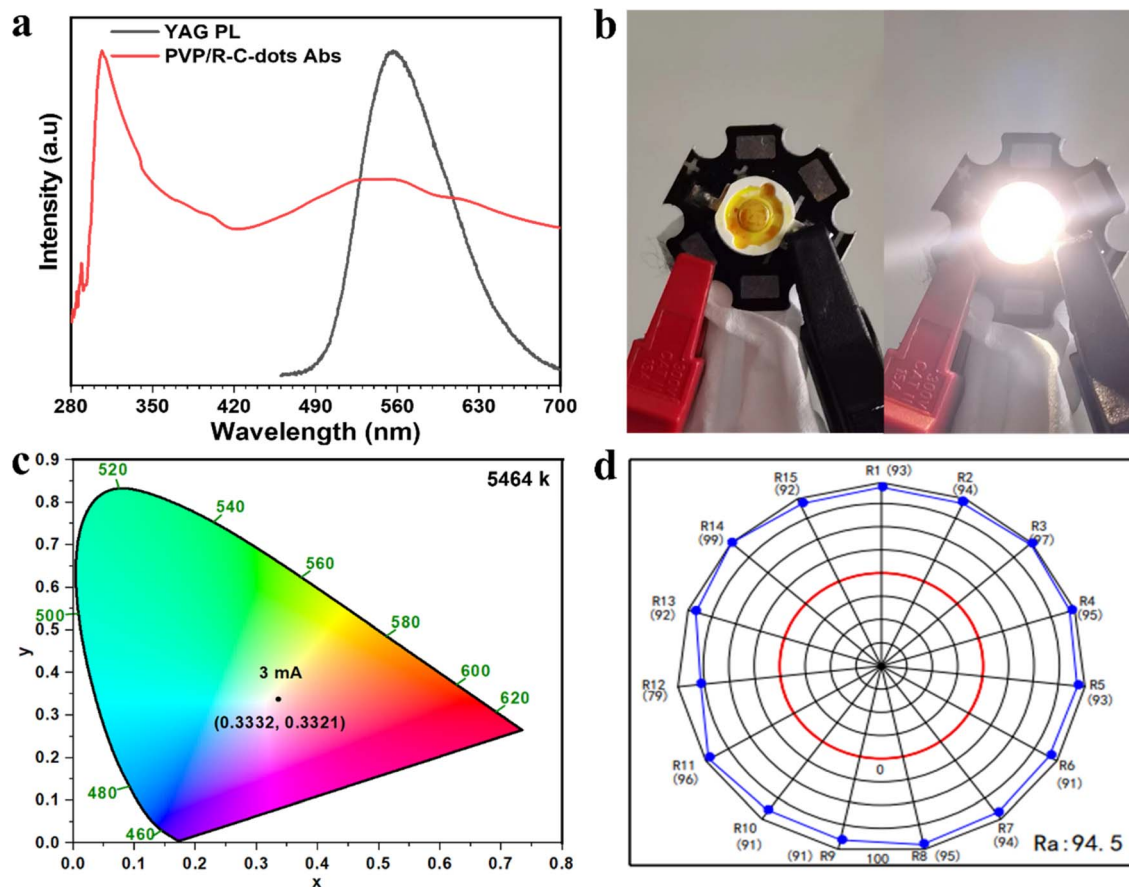 a
YAG PL
PVP/R-C-dots Abs
Intensity (a.u)
280 350 420 490 560 630 700
Wavelength (nm)
b
c
5464 k
0.9
0.8
0.7
0.6
0.5
0.4
0.3
0.2
0.1
0.0
y
520
540
560
500
580
600
620
480
460
3 mA
(0.3332, 0.3321)
0.0 0.1 0.2 0.3 0.4 0.5 0.6 0.7 0.8
x
d
R1 (93)
R2
(94)
R3
(97)
R4
(95)
R5
(93)
R6
(91)
R7
(94)
R8 (95)
(91) R9
R10
(91)
R11
(96)
R12
(79)
R13
(92)
R14
(99)
R15
(92)
0
100
Ra:94.5